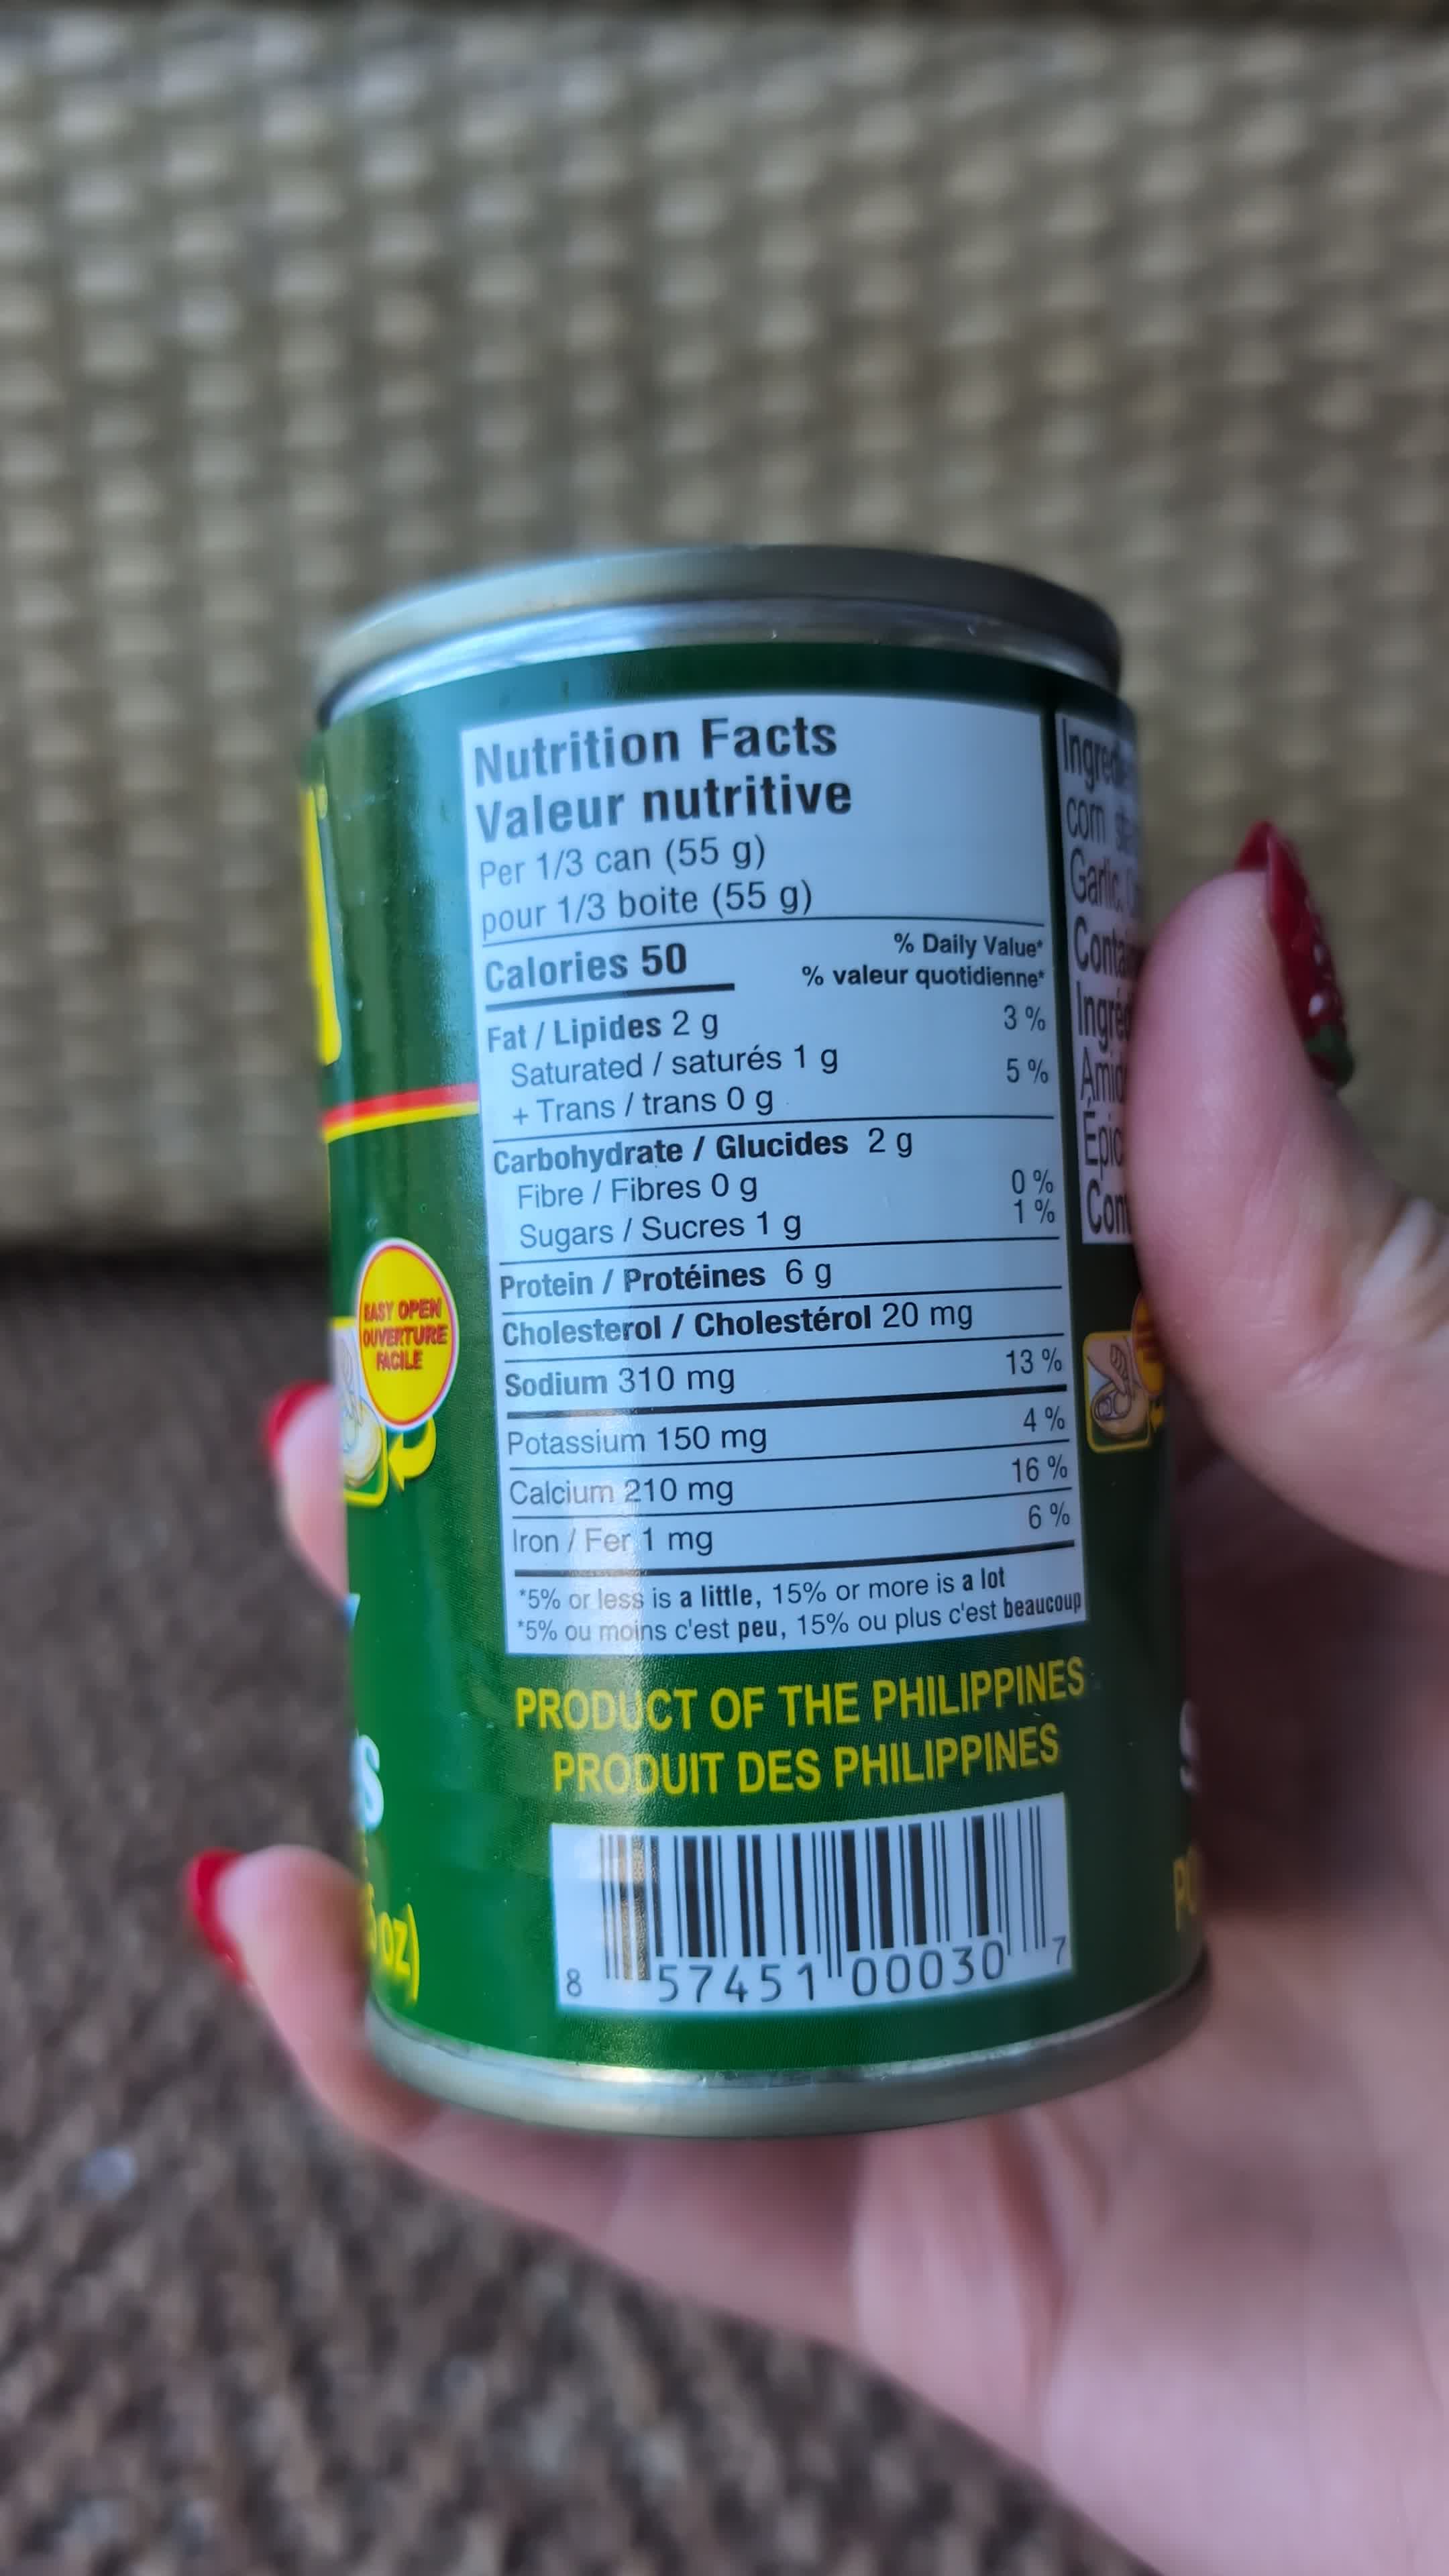 Nutrition Facts
Valeur nutritive
Per 1/3 can (55 g)
pour 1/3 boite (55 g)
Calories 50
% Daily Value*
% valeur quotidienne*
Fat / Lipides 2 g 3 %
Saturated / saturés 1 g 5 %
+ Trans / trans 0 g
Carbohydrate / Glucides 2 g
Fibre / Fibres 0 g 0 %
Sugars / Sucres 1 g 1 %
Protein / Protéines 6 g
Cholesterol / Cholestérol 20 mg
Sodium 310 mg 13 %
Potassium 150 mg 4 %
Calcium 210 mg 16 %
Iron / Fer 1 mg 6 %
*5% or less is a little, 15% or more is a lot
*5% ou moins c'est peu, 15% ou plus c'est beaucoup
PRODUCT OF THE PHILIPPINES
PRODUIT DES PHILIPPINES
8 57451 00030 7
EASY OPEN
OUVERTURE
FACILE
oz)
corn
Garlic,